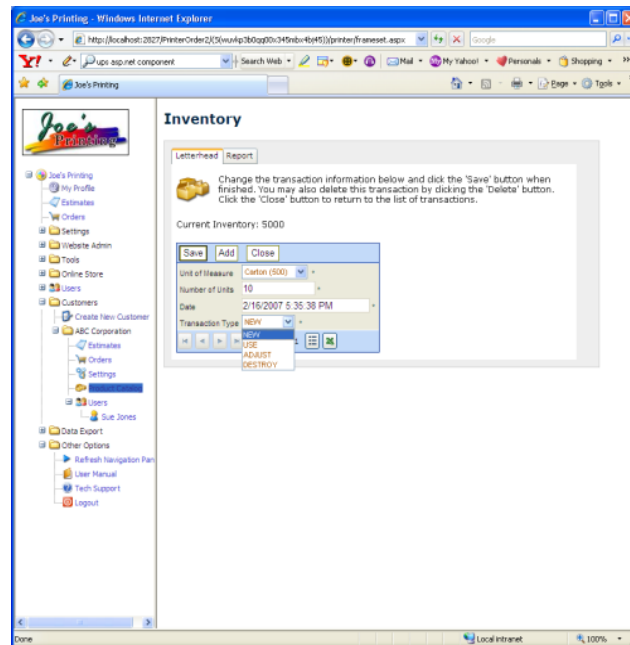 Joe's Printing - Windows Internet Explorer
http://localhost:2827/PrinterOrder2/(S(wuvkp3b0qq00x345nbxv4b(45))/printer/frameset.aspx
Google
Y!
ups asp.net component
Search Web
Mail
My Yahoo!
Personals
Shopping
Joe's Printing
Page
Tools
Joe's
Printing
Joe's Printing
My Profile
Estimates
Orders
Settings
Website Admin
Tools
Online Store
Users
Customers
Create New Customer
ABC Corporation
Estimates
Orders
Settings
Product Catalog
Users
Sue Jones
Data Export
Other Options
Refresh Navigation Pan
User Manual
Tech Support
Logout
Inventory
Letterhead Report
Change the transaction information below and click the 'Save' button when
finished. You may also delete this transaction by clicking the 'Delete' button.
Click the 'Close' button to return to the list of transactions.
Current Inventory: 5000
Save Add Close
Unit of Measure Carton (500) *
Number of Units 10 *
Date 2/16/2007 5:35:38 PM *
Transaction Type NEW *
NEW
USE
ADJUST
DESTROY
1
Done
Local intranet
100%